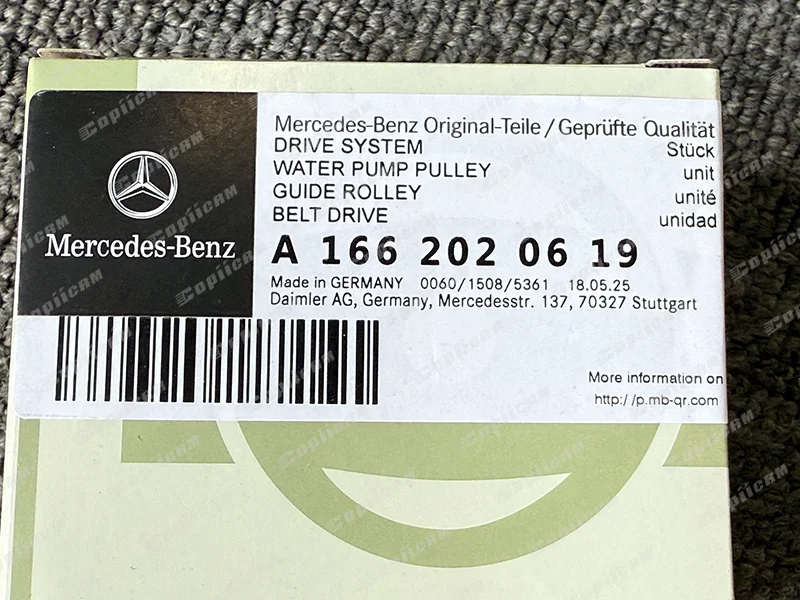 Mercedes-Benz Original-Teile / Geprüfte Qualität
DRIVE SYSTEM
Stück
WATER PUMP PULLEY
unit
GUIDE ROLLEY
unité
BELT DRIVE
unidad
Mercedes-Benz
A 166 202 06 19
Made in GERMANY 0060/1508/5361 18.05.25
Daimler AG, Germany, Mercedesstr. 137, 70327 Stuttgart
More information on
http: /p.mb-qr.com
CopiiCAM